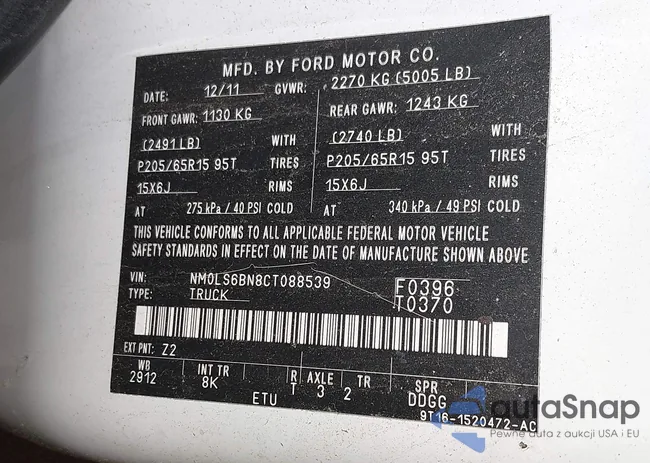 MFD. BY FORD MOTOR CO.
DATE: 12/11 GVWR: 2270 KG (5005 LB)
FRONT GAWR: 1130 KG REAR GAWR: 1243 KG
(2491 LB) WITH (2740 LB) WITH
P205/65R15 95T TIRES P205/65R15 95T TIRES
15X6J RIMS 15X6J RIMS
AT 275 kPa / 40 PSI COLD AT 340 kPa / 49 PSI COLD
THIS VEHICLE CONFORMS TO ALL APPLICABLE FEDERAL MOTOR VEHICLE
SAFETY STANDARDS IN EFFECT ON THE DATE OF MANUFACTURE SHOWN ABOVE
VIN: NM0LS6BN8CT088539 F0396
TYPE: TRUCK T0370
EXT PNT: Z2
WB INT TR R AXLE TR SPR
2912 8K T 3 2 DDGG
ETU 9T16-1520472-AC
autaSnap
Pewne auta z aukcji USA i EU